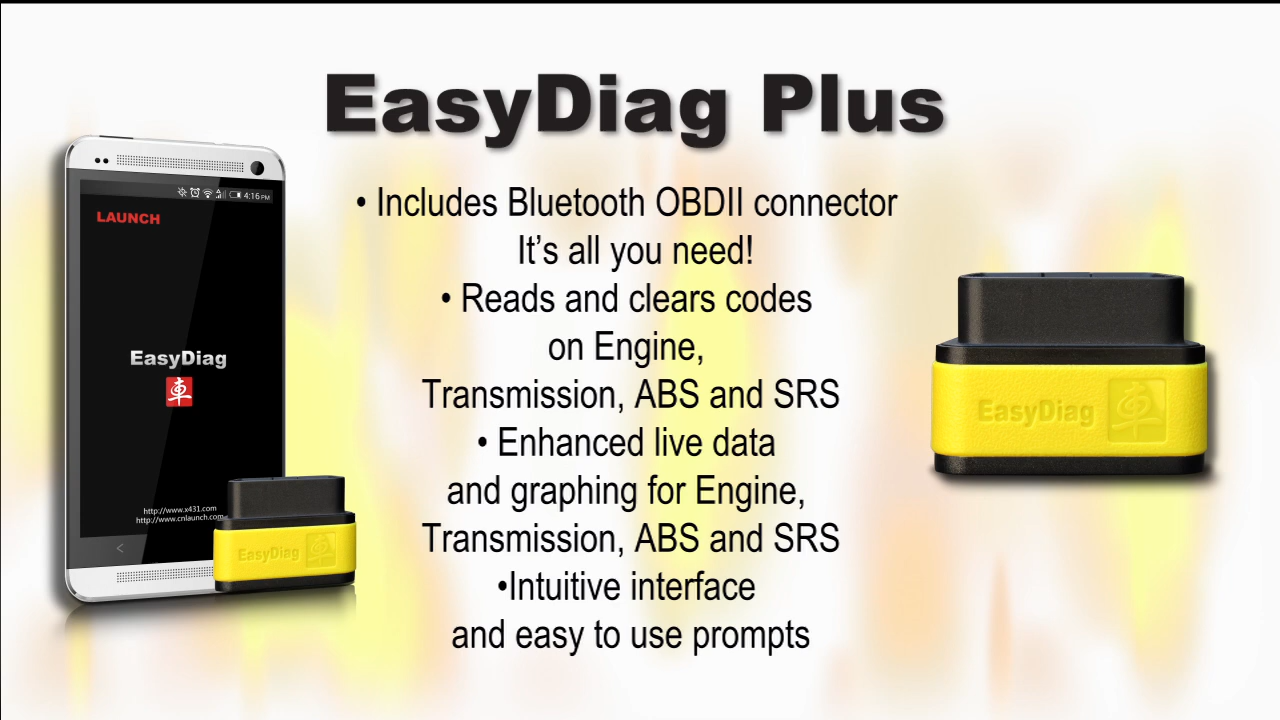 EasyDiag Plus
• Includes Bluetooth OBDII connector
It’s all you need!
• Reads and clears codes
on Engine,
Transmission, ABS and SRS
• Enhanced live data
and graphing for Engine,
Transmission, ABS and SRS
•Intuitive interface
and easy to use prompts
4:16 PM
LAUNCH
EasyDiag
車
http://www.x431.com
http://www.cnlaunch.com
EasyDiag
EasyDiag